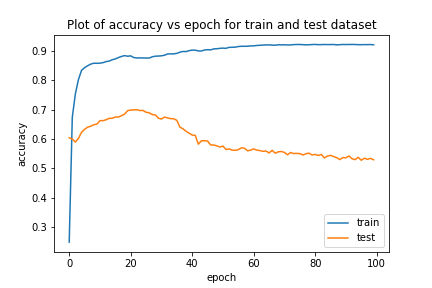 Plot of accuracy vs epoch for train and test dataset
accuracy
0.9
0.8
0.7
0.6
0.5
0.4
0.3
0 20 40 60 80 100
epoch
train
test